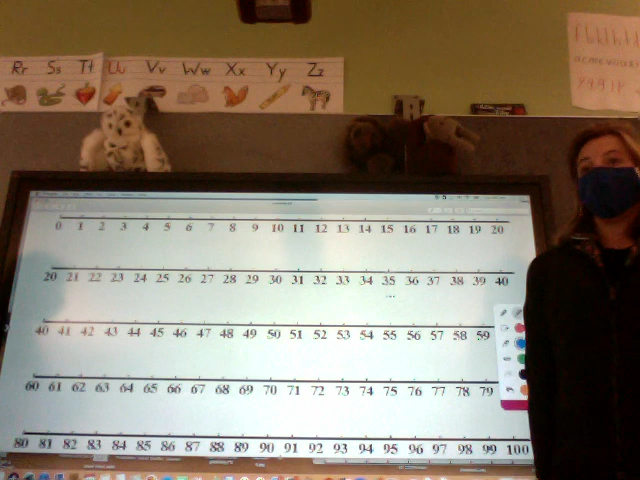 Rr Ss Tt Uu Vv Ww Xx Yy Zz
0 1 2 3 4 5 6 7 8 9 10 11 12 13 14 15 16 17 18 19 20
20 21 22 23 24 25 26 27 28 29 30 31 32 33 34 35 36 37 38 39 40
40 41 42 43 44 45 46 47 48 49 50 51 52 53 54 55 56 57 58 59
60 61 62 63 64 65 66 67 68 69 70 71 72 73 74 75 76 77 78 79
80 81 82 83 84 85 86 87 88 89 90 91 92 93 94 95 96 97 98 99 100